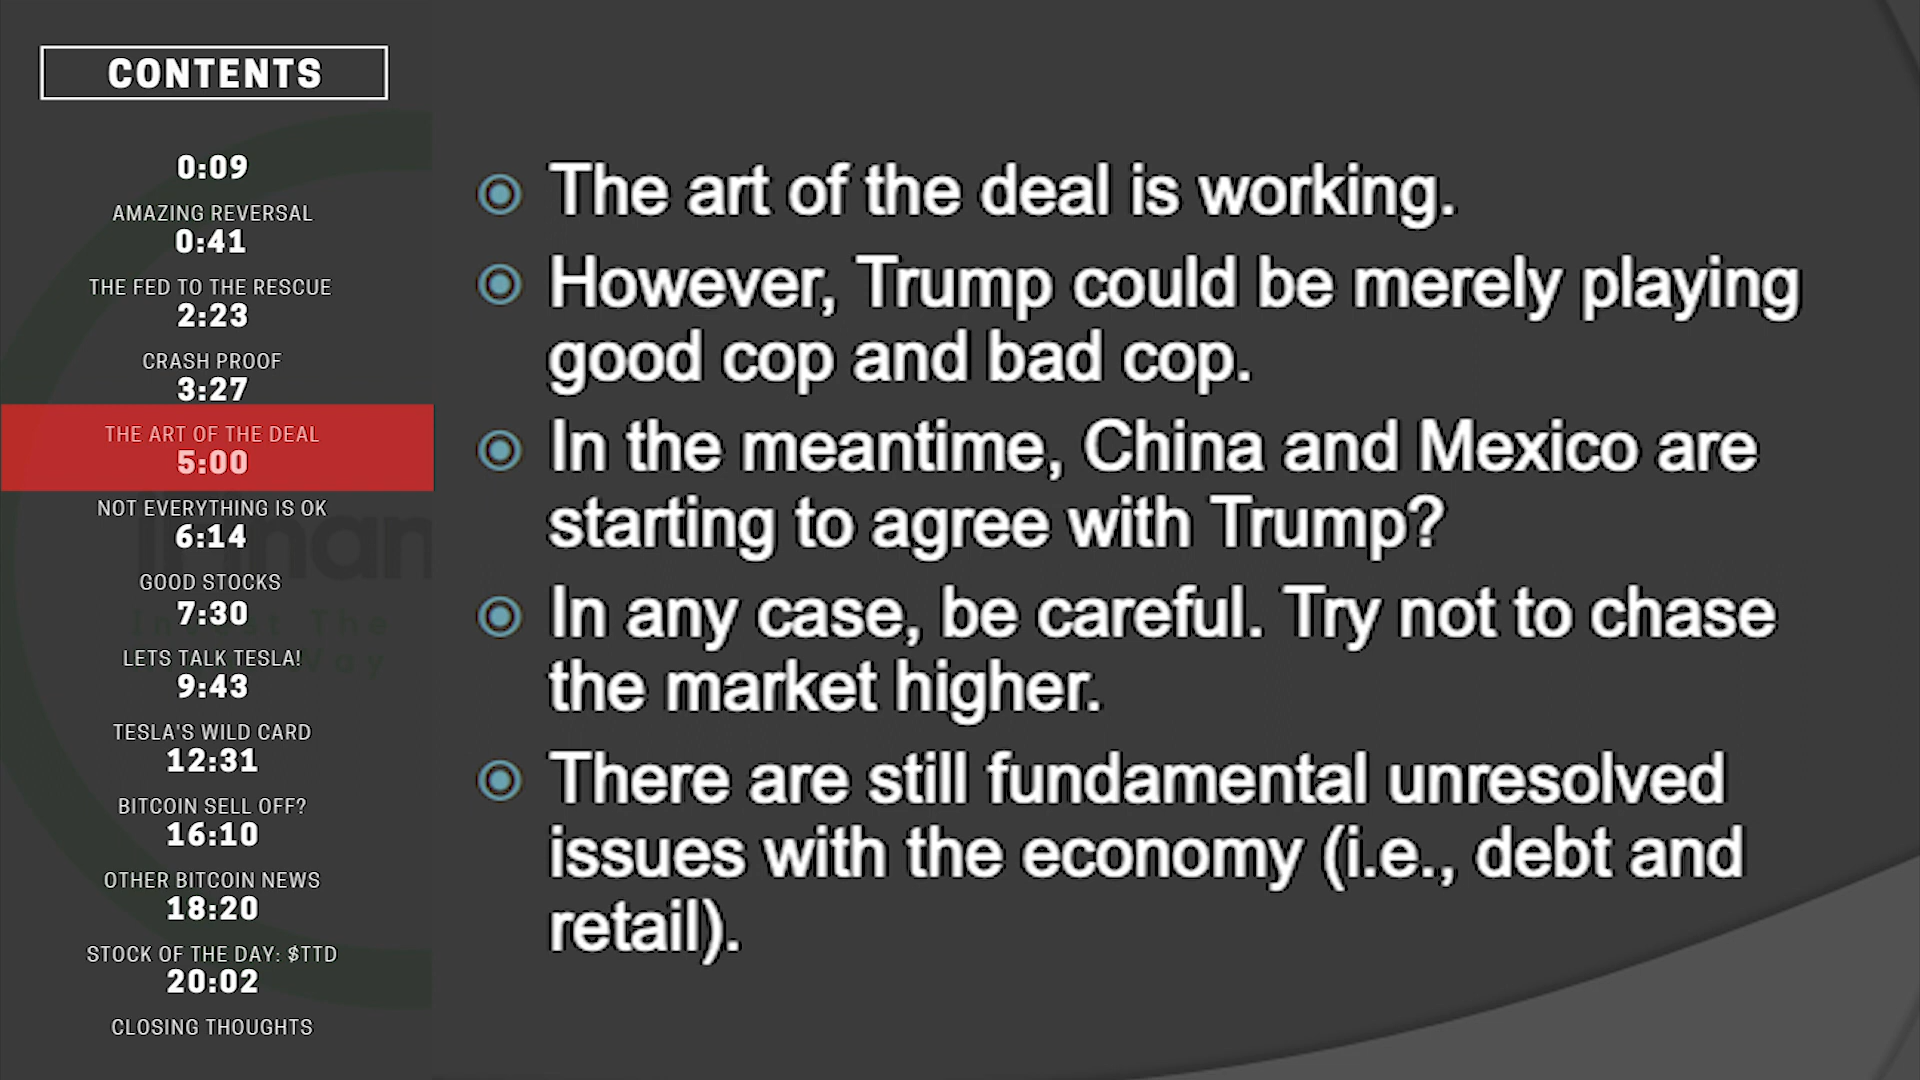 CONTENTS
0:09
AMAZING REVERSAL
0:41
THE FED TO THE RESCUE
2:23
CRASH PROOF
3:27
THE ART OF THE DEAL
5:00
NOT EVERYTHING IS OK
6:14
GOOD STOCKS
7:30
LETS TALK TESLA!
9:43
TESLA'S WILD CARD
12:31
BITCOIN SELL OFF?
16:10
OTHER BITCOIN NEWS
18:20
STOCK OF THE DAY: $TTD
20:02
CLOSING THOUGHTS
The art of the deal is working.
However, Trump could be merely playing
good cop and bad cop.
In the meantime, China and Mexico are
starting to agree with Trump?
In any case, be careful. Try not to chase
the market higher.
There are still fundamental unresolved
issues with the economy (i.e., debt and
retail).